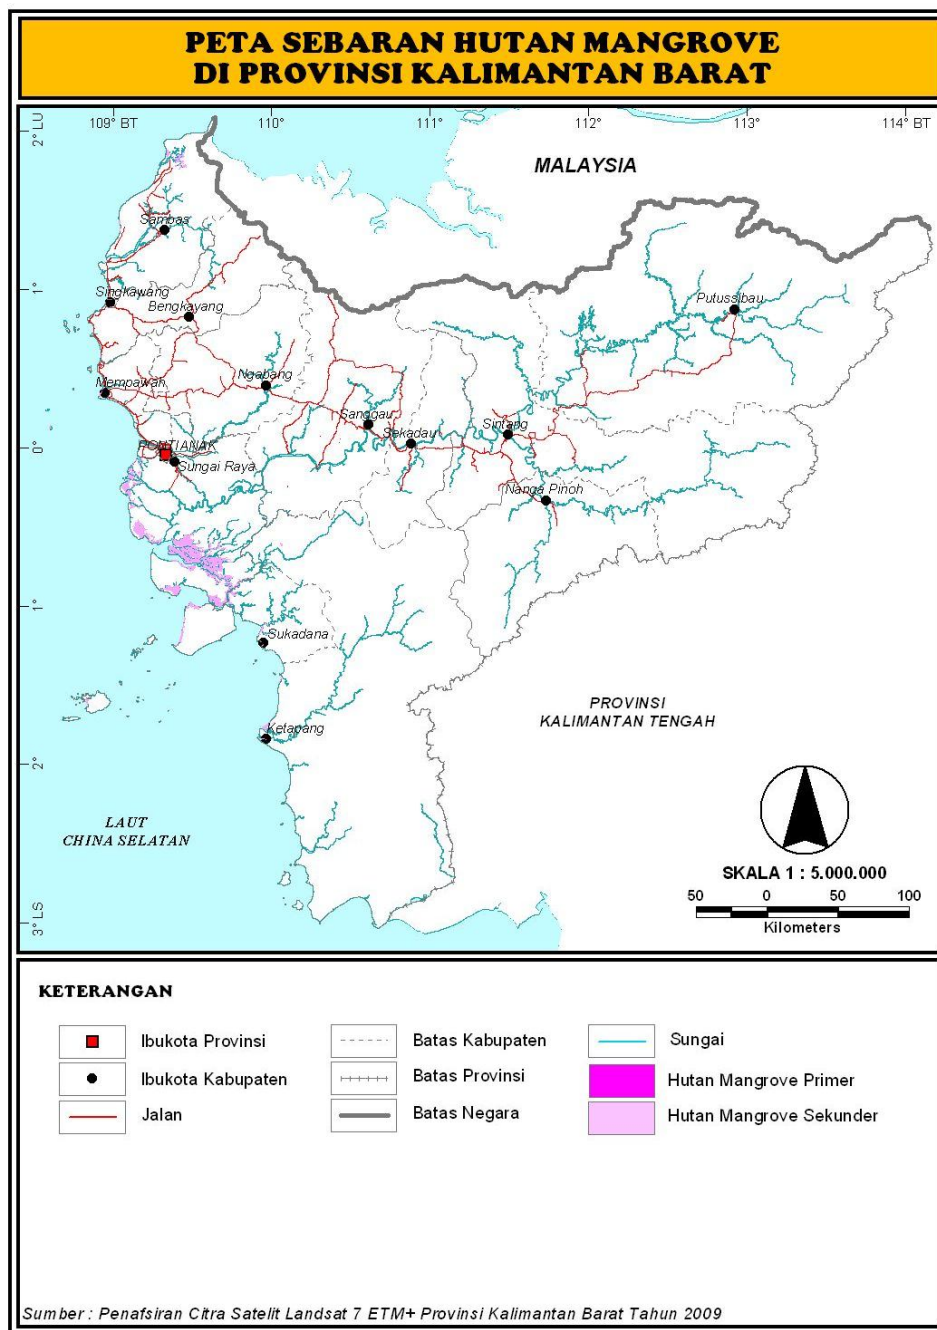 PETA SEBARAN HUTAN MANGROVE
DI PROVINSI KALIMANTAN BARAT
109° BT
110°
111°
112°
113°
114° BT
2° LU
MALAYSIA
Sambas
1°
Singkawang
Bengkayang
Putussibau
Ngabang
Mempawah
Sanggau
Sekadau
Sintang
0°
PONTIANAK
Sungai Raya
Nanga Pinoh
1°
Sukadana
PROVINSI
KALIMANTAN TENGAH
Ketapang
2°
LAUT
CHINA SELATAN
SKALA 1 : 5.000.000
50 0 50 100
Kilometers
3° LS
KETERANGAN
Ibukota Provinsi
Batas Kabupaten
Sungai
Ibukota Kabupaten
Batas Provinsi
Hutan Mangrove Primer
Jalan
Batas Negara
Hutan Mangrove Sekunder
Sumber : Penafsiran Citra Satelit Landsat 7 ETM+ Provinsi Kalimantan Barat Tahun 2009